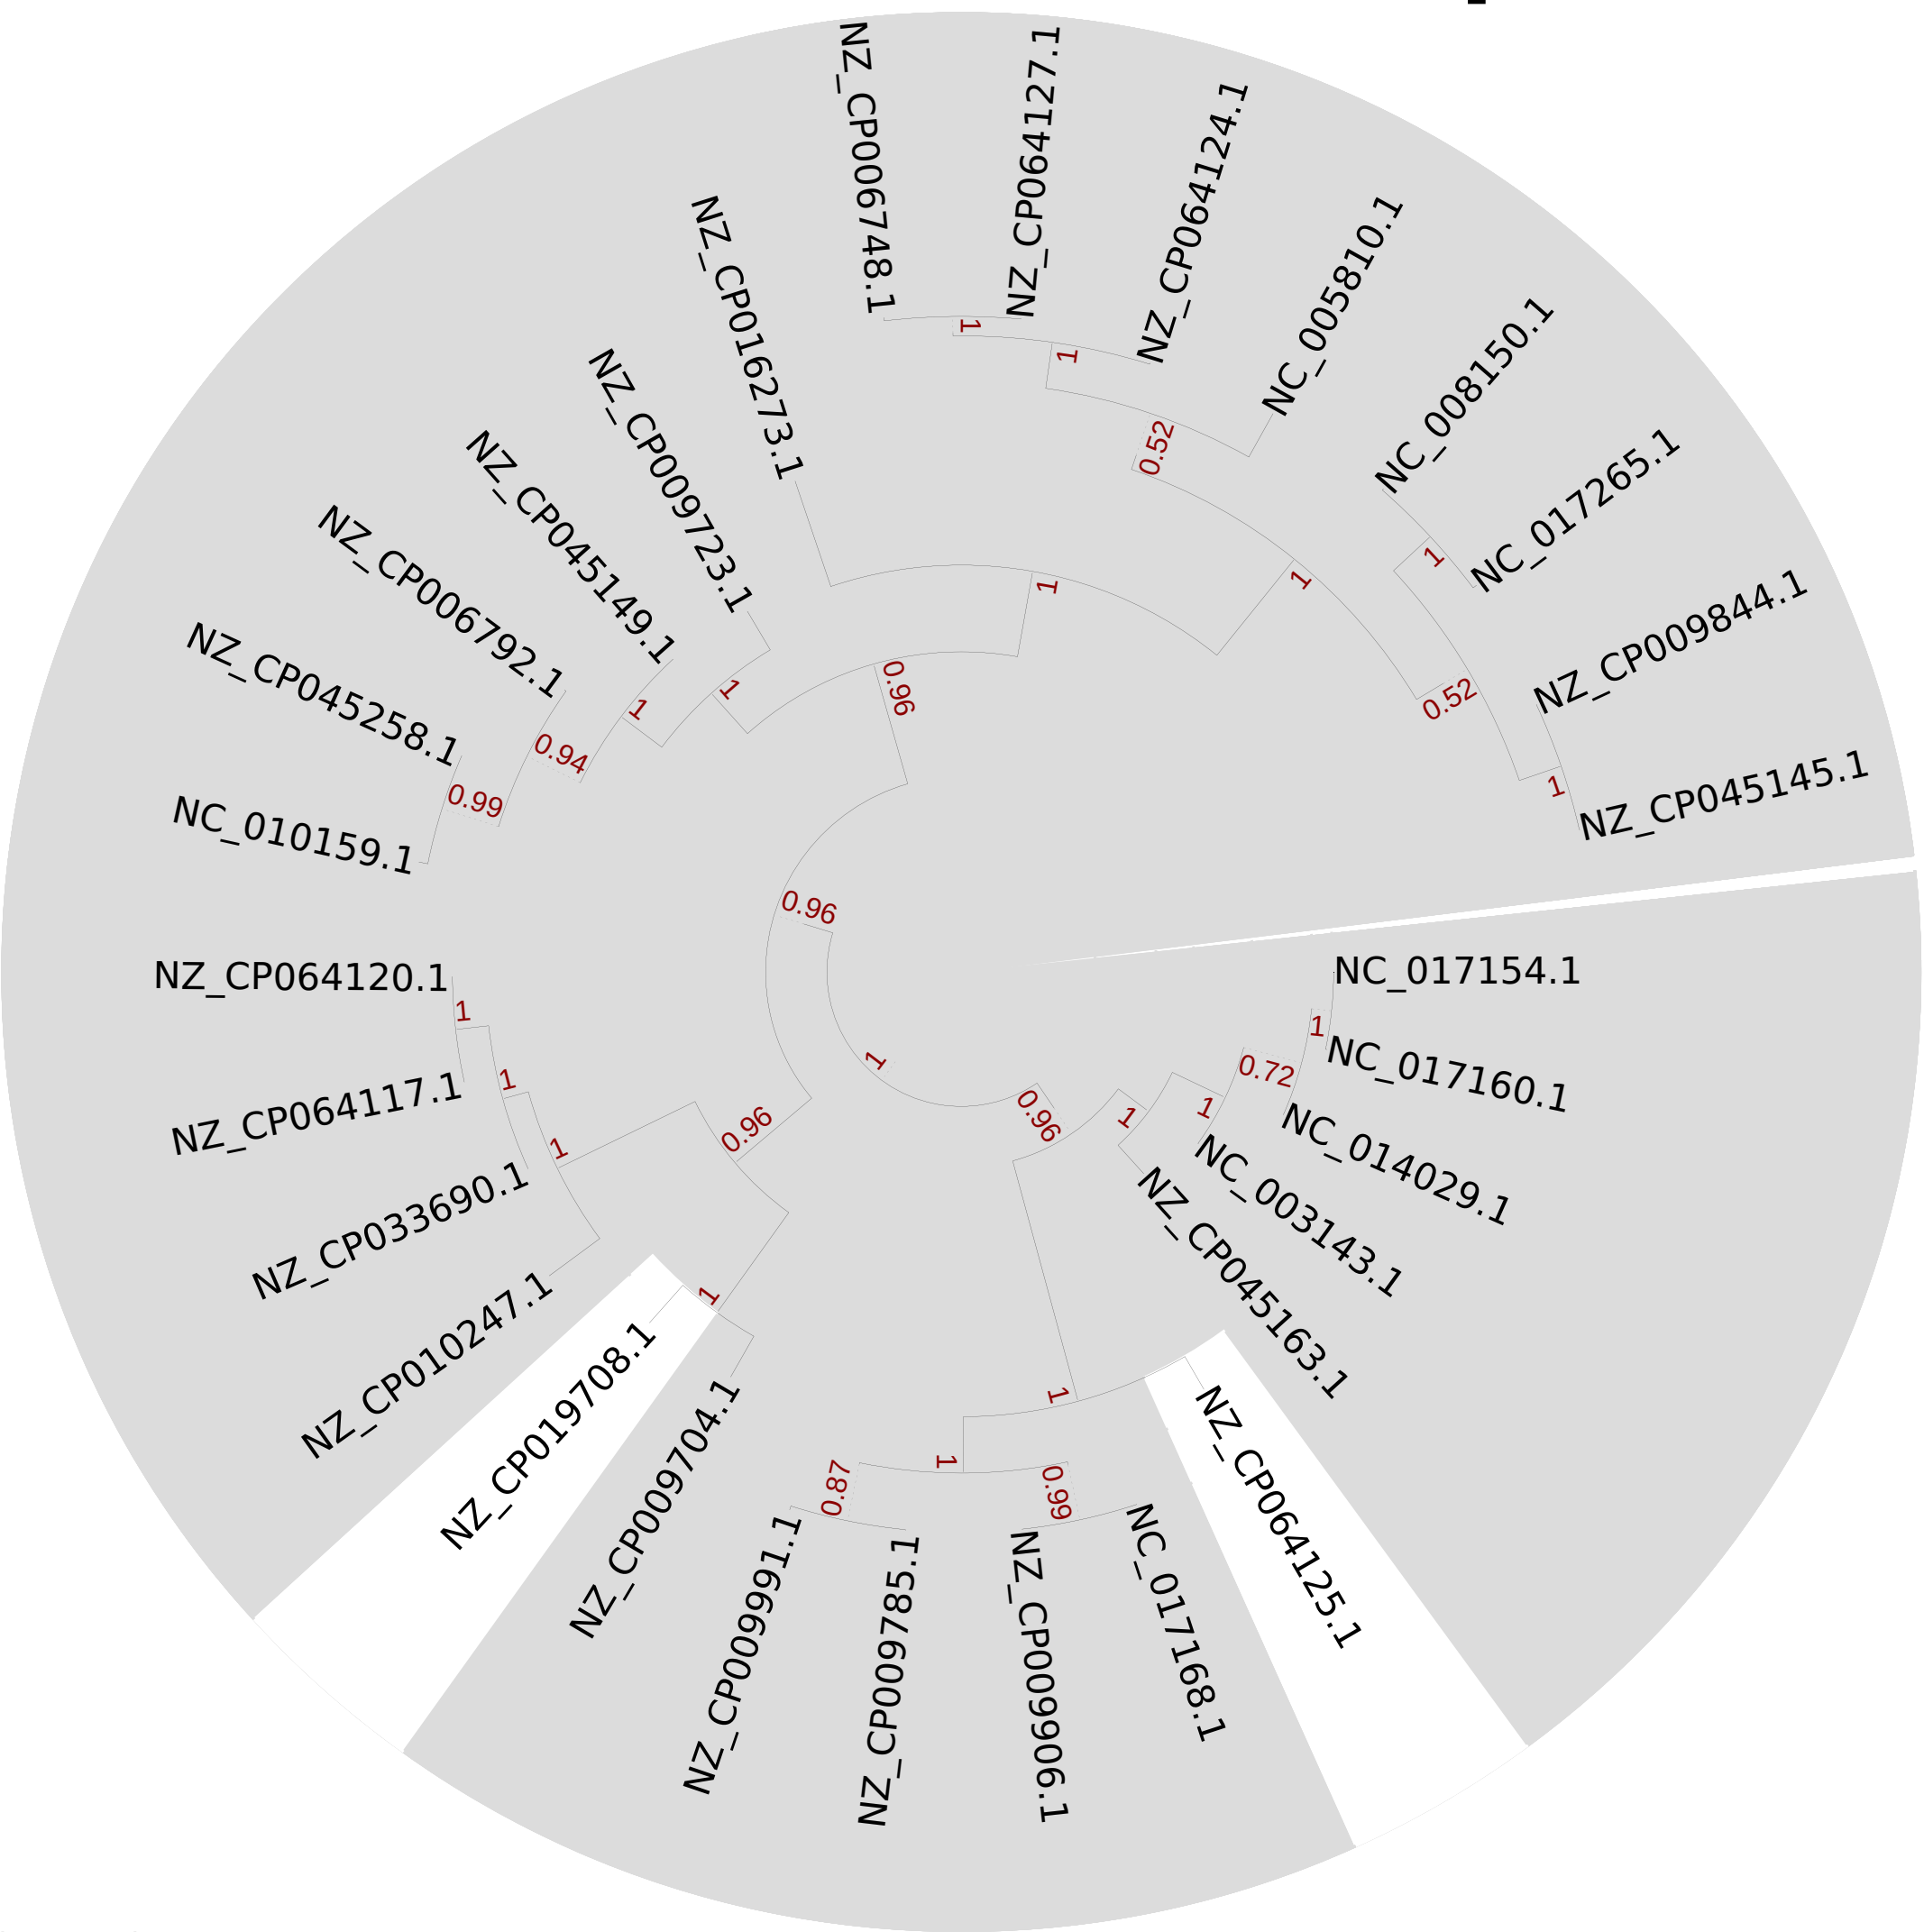 NZ_CP006748.1
NZ_CP064127.1
NZ_CP064124.1
NC_005810.1
NC_008150.1
NC_017265.1
NZ_CP009844.1
NZ_CP045145.1
NC_017154.1
NC_017160.1
NC_014029.1
NC_003143.1
NZ_CP045163.1
NZ_CP064125.1
NC_017168.1
NZ_CP009906.1
NZ_CP009785.1
NZ_CP009991.1
NZ_CP009704.1
NZ_CP019708.1
NZ_CP010247.1
NZ_CP033690.1
NZ_CP064117.1
NZ_CP064120.1
NC_010159.1
NZ_CP045258.1
NZ_CP006792.1
NZ_CP045149.1
NZ_CP009723.1
NZ_CP016273.1
1
1
0.52
1
1
0.52
1
1
0.96
1
1
0.94
0.99
0.96
1
0.96
1
1
1
0.96
1
1
0.72
1
1
1
1
0.87
0.99
1